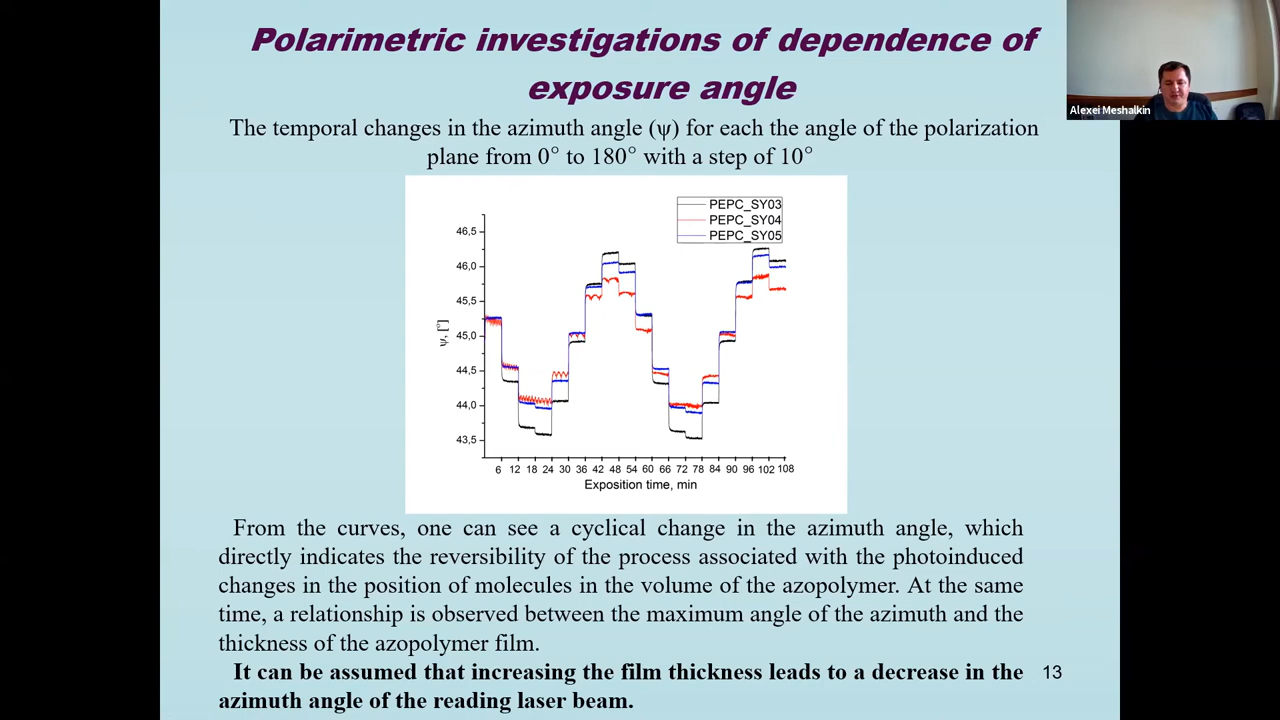 Polarimetric investigations of dependence of
exposure angle
Alexei Meshalkin
The temporal changes in the azimuth angle (ψ) for each the angle of the polarization
plane from 0° to 180° with a step of 10°
PEPC_SY03
PEPC_SY04
PEPC_SY05
46,5
46,0
45,5
45,0
44,5
44,0
43,5
ψ, [°]
6 12 18 24 30 36 42 48 54 60 66 72 78 84 90 96 102 108
Exposition time, min
From the curves, one can see a cyclical change in the azimuth angle, which
directly indicates the reversibility of the process associated with the photoinduced
changes in the position of molecules in the volume of the azopolymer. At the same
time, a relationship is observed between the maximum angle of the azimuth and the
thickness of the azopolymer film.
It can be assumed that increasing the film thickness leads to a decrease in the
azimuth angle of the reading laser beam.
13